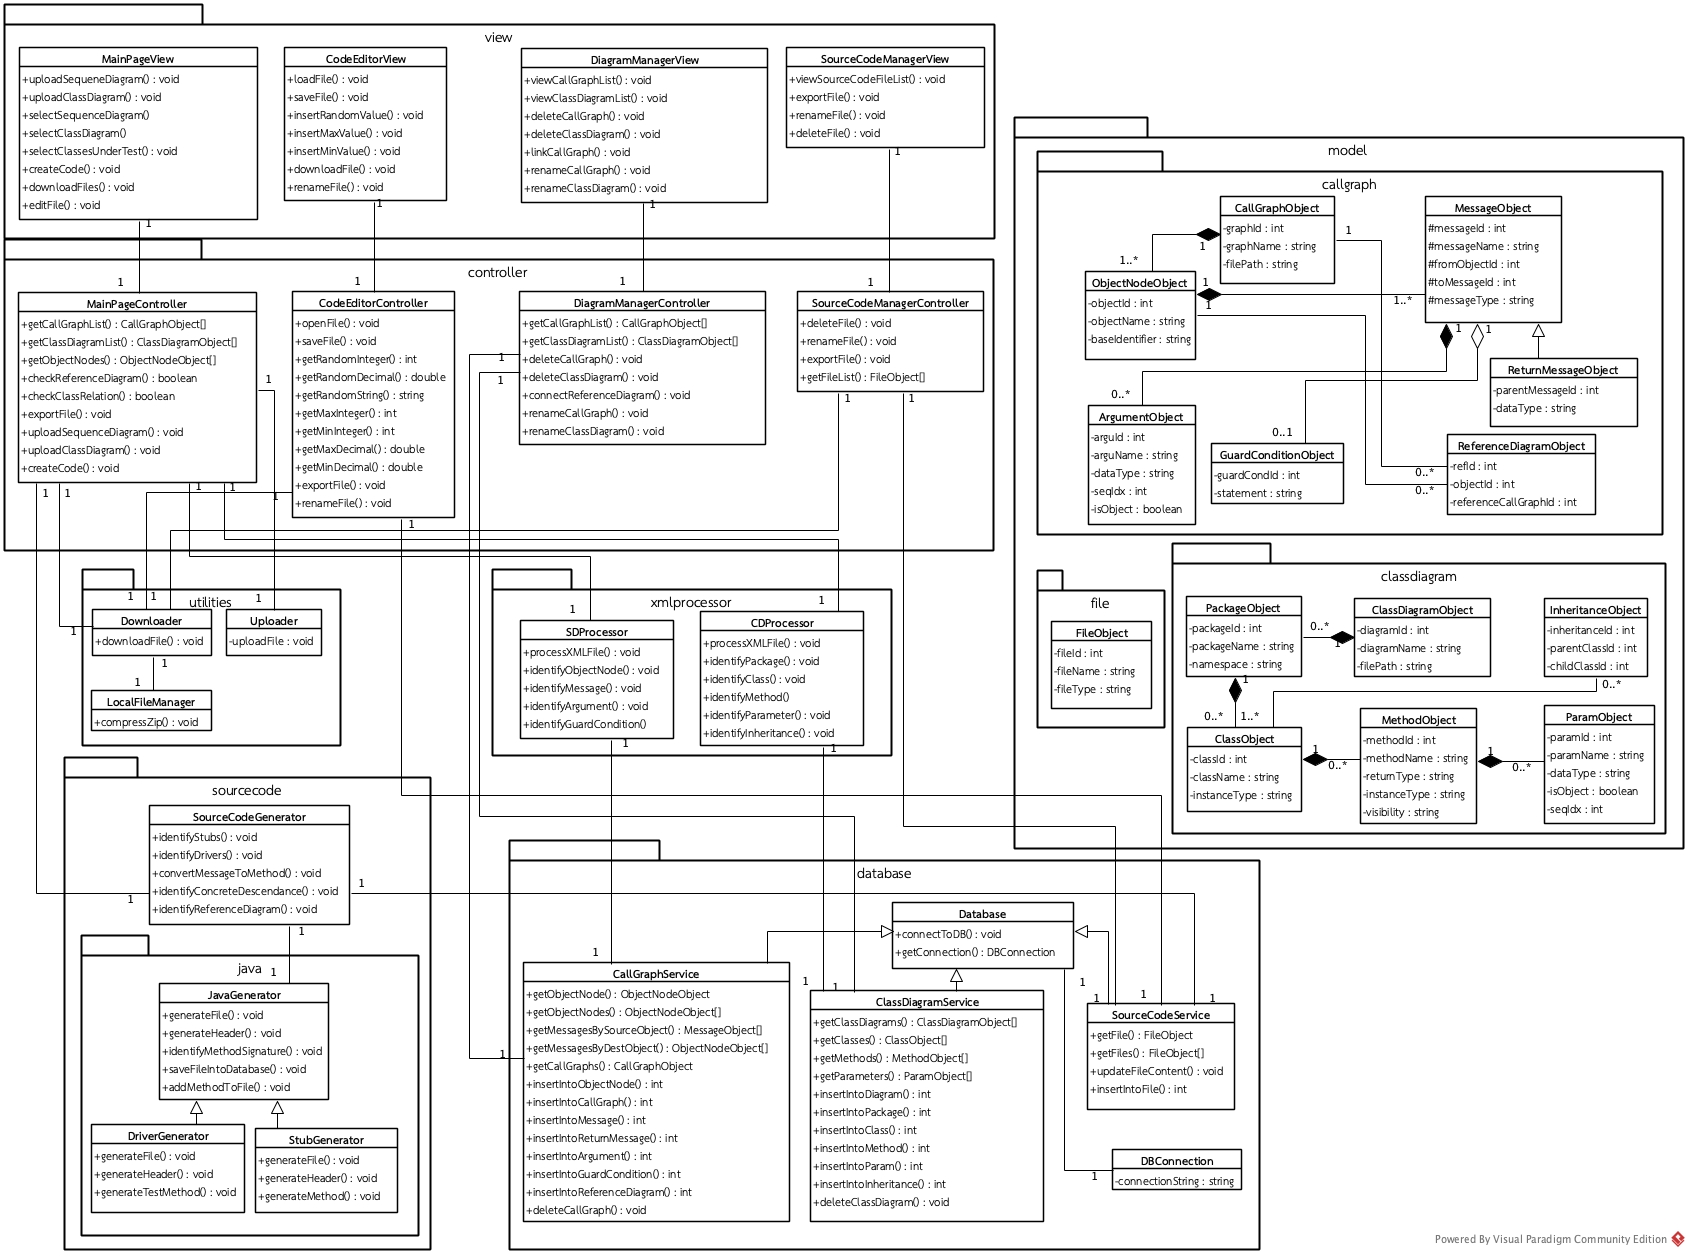 view
MainPageView
+uploadSequeneDiagram() : void
+uploadClassDiagram() : void
+selectSequenceDiagram()
+selectClassDiagram()
+selectClassesUnderTest() : void
+createCode() : void
+downloadFiles() : void
+editFile() : void
1
CodeEditorView
+loadFile() : void
+saveFile() : void
+insertRandomValue() : void
+insertMaxValue() : void
+insertMinValue() : void
+downloadFile() : void
+renameFile() : void
1
DiagramManagerView
+viewCallGraphList() : void
+viewClassDiagramList() : void
+deleteCallGraph() : void
+deleteClassDiagram() : void
+linkCallGraph() : void
+renameCallGraph() : void
+renameClassDiagram() : void
1
SourceCodeManagerView
+viewSourceCodeFileList() : void
+exportFile() : void
+renameFile() : void
+deleteFile() : void
1
controller
1
MainPageController
+getCallGraphList() : CallGraphObject[]
+getClassDiagramList() : ClassDiagramObject[]
+getObjectNodes() : ObjectNodeObject[]
+checkReferenceDiagram() : boolean
+checkClassRelation() : boolean
+exportFile() : void
+uploadSequenceDiagram() : void
+uploadClassDiagram() : void
+createCode() : void
1
1
1
1
1
1
CodeEditorController
+openFile() : void
+saveFile() : void
+getRandomInteger() : int
+getRandomDecimal() : double
+getRandomString() : string
+getMaxInteger() : int
+getMinInteger() : int
+getMaxDecimal() : double
+getMinDecimal() : double
+exportFile() : void
+renameFile() : void
1
1
1
DiagramManagerController
+getCallGraphList() : CallGraphObject[]
+getClassDiagramList() : ClassDiagramObject[]
+deleteCallGraph() : void
+deleteClassDiagram() : void
+connectReferenceDiagram() : void
+renameCallGraph() : void
+renameClassDiagram() : void
1
1
1
SourceCodeManagerController
+deleteFile() : void
+renameFile() : void
+exportFile() : void
+getFileList() : FileObject[]
1
1
utilities
1
1
1
1
Downloader
+downloadFile() : void
Uploader
-uploadFile : void
1
1
LocalFileManager
+compressZip() : void
xmlprocessor
1
SDProcessor
+processXMLFile() : void
+identifyObjectNode() : void
+identifyMessage() : void
+identifyArgument() : void
+identifyGuardCondition()
1
1
CDProcessor
+processXMLFile() : void
+identifyPackage() : void
+identifyClass() : void
+identifyMethod()
+identifyParameter() : void
+identifyInheritance() : void
1
sourcecode
SourceCodeGenerator
+identifyStubs() : void
+identifyDrivers() : void
+convertMessageToMethod() : void
+identifyConcreteDescendance() : void
+identifyReferenceDiagram() : void
1
1
1
java
1
JavaGenerator
+generateFile() : void
+generateHeader() : void
+identifyMethodSignature() : void
+saveFileIntoDatabase() : void
+addMethodToFile() : void
DriverGenerator
+generateFile() : void
+generateHeader() : void
+generateTestMethod() : void
StubGenerator
+generateFile() : void
+generateHeader() : void
+generateMethod() : void
database
Database
+connectToDB() : void
+getConnection() : DBConnection
1
1
1
CallGraphService
+getObjectNode() : ObjectNodeObject
+getObjectNodes() : ObjectNodeObject[]
+getMessagesBySourceObject() : MessageObject[]
+getMessagesByDestObject() : ObjectNodeObject[]
+getCallGraphs() : CallGraphObject
+insertIntoObjectNode() : int
+insertIntoCallGraph() : int
+insertIntoMessage() : int
+insertIntoReturnMessage() : int
+insertIntoArgument() : int
+insertIntoGuardCondition() : int
+insertIntoReferenceDiagram() : int
+deleteCallGraph() : void
1
1
ClassDiagramService
+getClassDiagrams() : ClassDiagramObject[]
+getClasses() : ClassObject[]
+getMethods() : MethodObject[]
+getParameters() : ParamObject[]
+insertIntoDiagram() : int
+insertIntoPackage() : int
+insertIntoClass() : int
+insertIntoMethod() : int
+insertIntoParam() : int
+insertIntoInheritance() : int
+deleteClassDiagram() : void
1
1
1
SourceCodeService
+getFile() : FileObject
+getFiles() : FileObject[]
+updateFileContent() : void
+insertIntoFile() : int
1
DBConnection
-connectionString : string
model
callgraph
CallGraphObject
-graphId : int
-graphName : string
-filePath : string
1
1
1..*
MessageObject
#messageId : int
#messageName : string
#fromObjectId : int
#toMessageId : int
#messageType : string
1..*
1
1
ObjectNodeObject
-objectId : int
-objectName : string
-baseIdentifier : string
1
1
ReturnMessageObject
-parentMessageId : int
-dataType : string
0..*
ArgumentObject
-arguId : int
-arguName : string
-dataType : string
-seqIdx : int
-isObject : boolean
0..1
GuardConditionObject
-guardCondId : int
-statement : string
ReferenceDiagramObject
-refId : int
-objectId : int
-referenceCallGraphId : int
0..*
0..*
file
FileObject
-fileId : int
-fileName : string
-fileType : string
classdiagram
PackageObject
-packageId : int
-packageName : string
-namespace : string
0..*
1
1
ClassDiagramObject
-diagramId : int
-diagramName : string
-filePath : string
InheritanceObject
-inheritanceId : int
-parentClassId : int
-childClassId : int
0..*
0..*
1..*
ClassObject
-classId : int
-className : string
-instanceType : string
1
0..*
MethodObject
-methodId : int
-methodName : string
-returnType : string
-instanceType : string
-visibility : string
1
0..*
ParamObject
-paramId : int
-paramName : string
-dataType : string
-isObject : boolean
-seqIdx : int
Powered By Visual Paradigm Community Edition